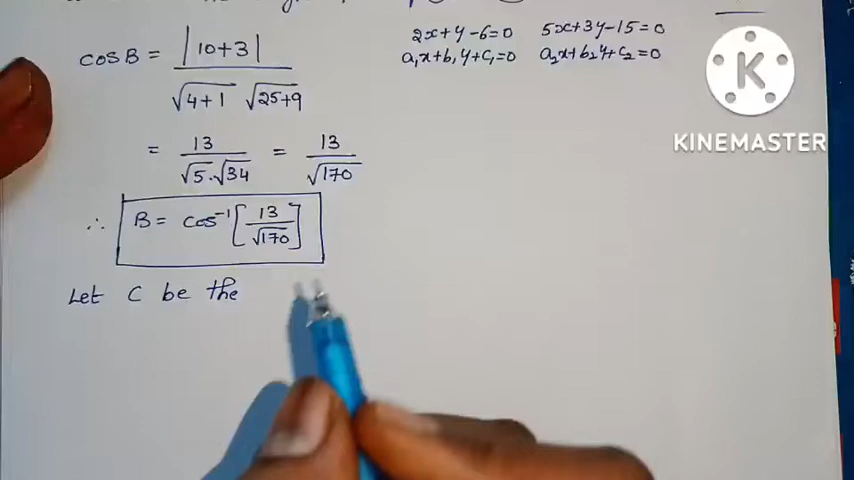 cosB = |10+3| / √4+1 √25+9
2x+y-6=0 5x+3y-15=0
a₁x+b₁y+c₁=0 a₂x+b₂y+c₂=0
= 13 / √5.√34 = 13 / √170
∴ B = cos⁻¹[13 / √170]
Let C be the
K
KINEMASTER